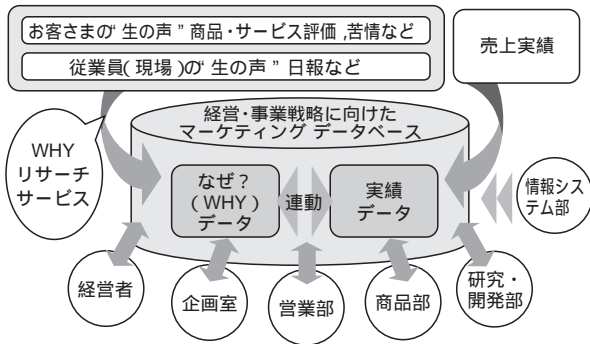 お客さまの“生の声”商品・サービス評価,苦情など
従業員(現場)の“生の声”日報など
売上実績
経営・事業戦略に向けた
マーケティング データベース
WHY
リサーチ
サービス
なぜ?
(WHY)
データ
連動
実績
データ
情報シス
テム部
経営者
企画室
営業部
商品部
研究・
開発部